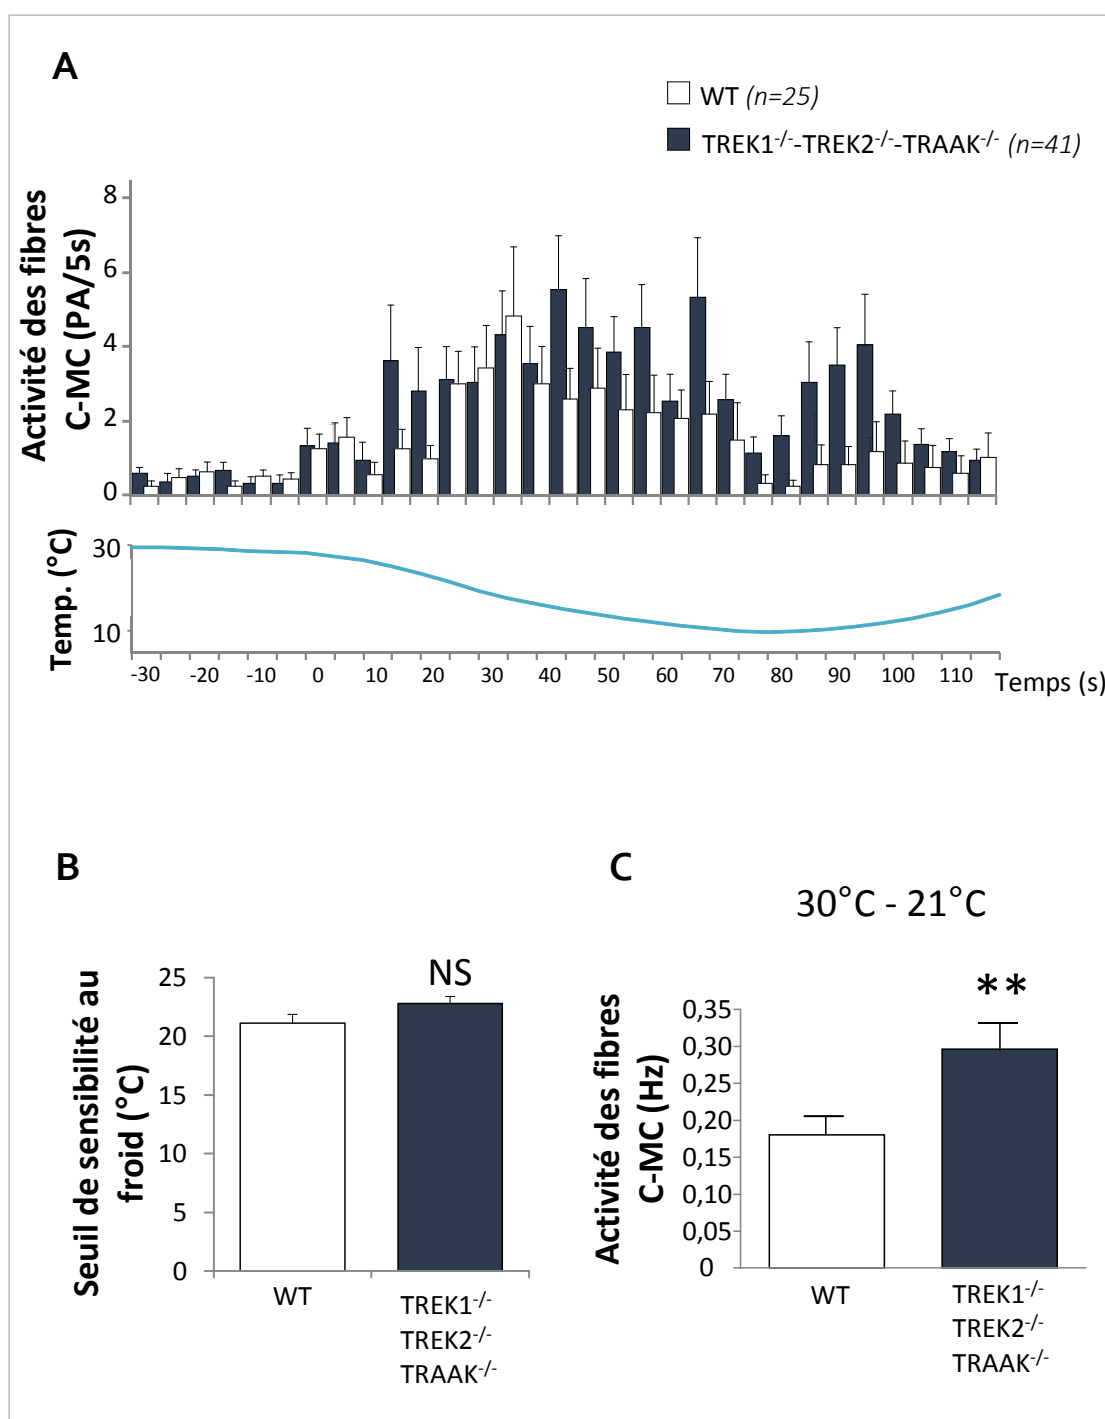 A
WT (n=25)
TREK1-/--TREK2-/--TRAAK-/- (n=41)
Activité des fibres
C-MC (PA/5s)
8
6
4
2
0
Temp. (°C)
30
10
-30 -20 -10 0 10 20 30 40 50 60 70 80 90 100 110
Temps (s)
B
Seuil de sensibilité au
froid (°C)
NS
25
20
15
10
5
0
WT
TREK1-/-
TREK2-/-
TRAAK-/-
C
30°C - 21°C
Activité des fibres
C-MC (Hz)
**
0,35
0,30
0,20
0,15
0,10
0,05
0
WT
TREK1-/-
TREK2-/-
TRAAK-/-